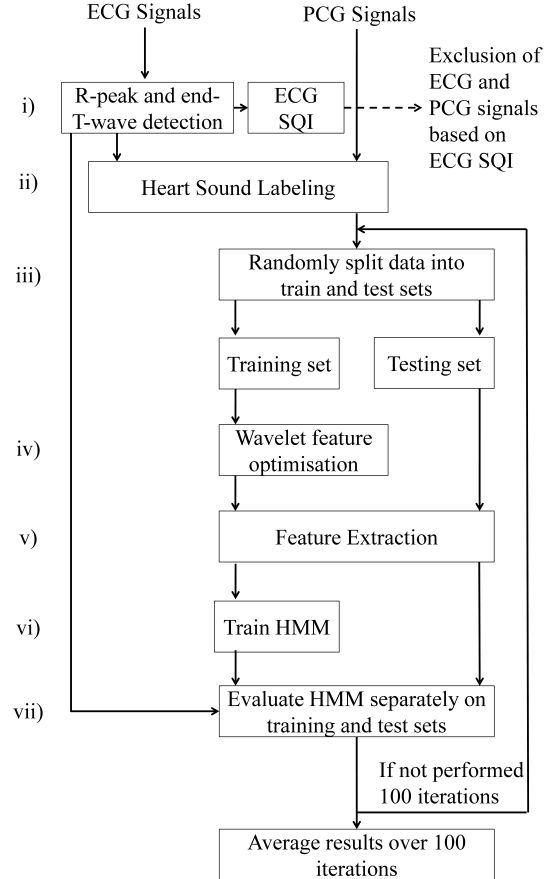 ECG Signals
PCG Signals
Exclusion of
ECG and
PCG signals
based on
ECG SQI
i)
R-peak and end-
T-wave detection
ECG
SQI
ii)
Heart Sound Labeling
iii)
Randomly split data into
train and test sets
Training set
Testing set
iv)
Wavelet feature
optimisation
v)
Feature Extraction
vi)
Train HMM
vii)
Evaluate HMM separately on
training and test sets
If not performed
100 iterations
Average results over 100
iterations